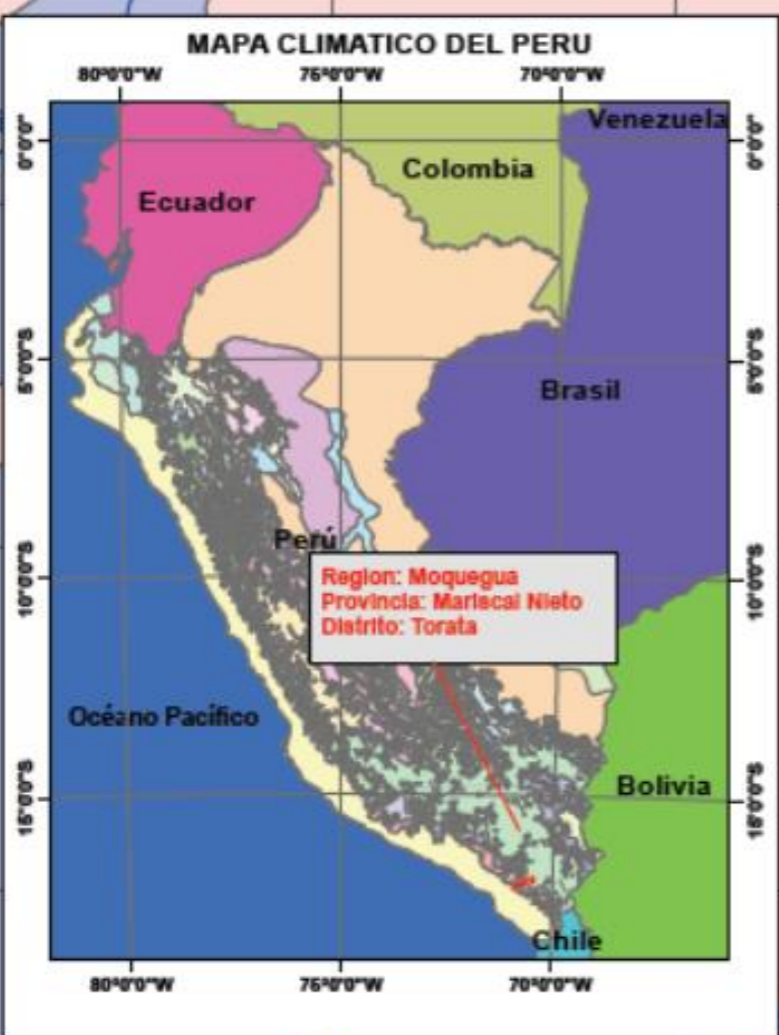 MAPA CLIMATICO DEL PERU
80°0'0"W 75°0'0"W 70°0'0"W
0°0'0" 0°0'0"
Venezuela
Colombia
Ecuador
5°0'0"S 5°0'0"S
Brasil
Perú
Region: Moquegua
Provincia: Mariscal Nieto
Distrito: Torata
10°0'0"S 10°0'0"S
Océano Pacífico
Bolivia
15°0'0"S 15°0'0"S
Chile
80°0'0"W 75°0'0"W 70°0'0"W